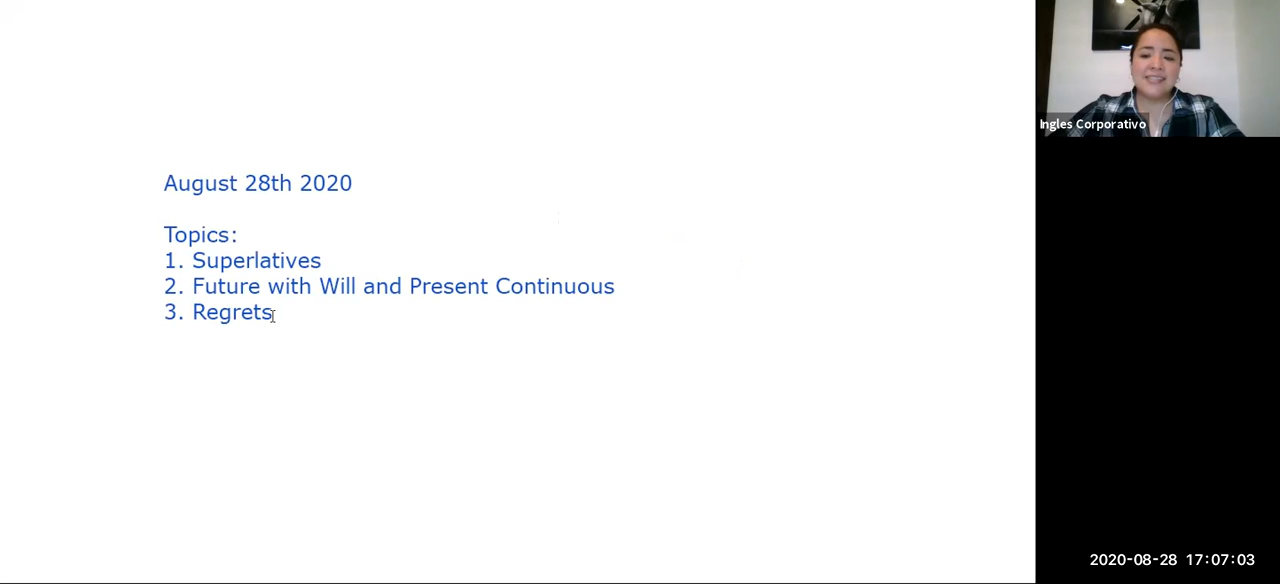 August 28th 2020
Topics:
1. Superlatives
2. Future with Will and Present Continuous
3. Regrets
Ingles Corporativo
2020-08-28 17:07:03